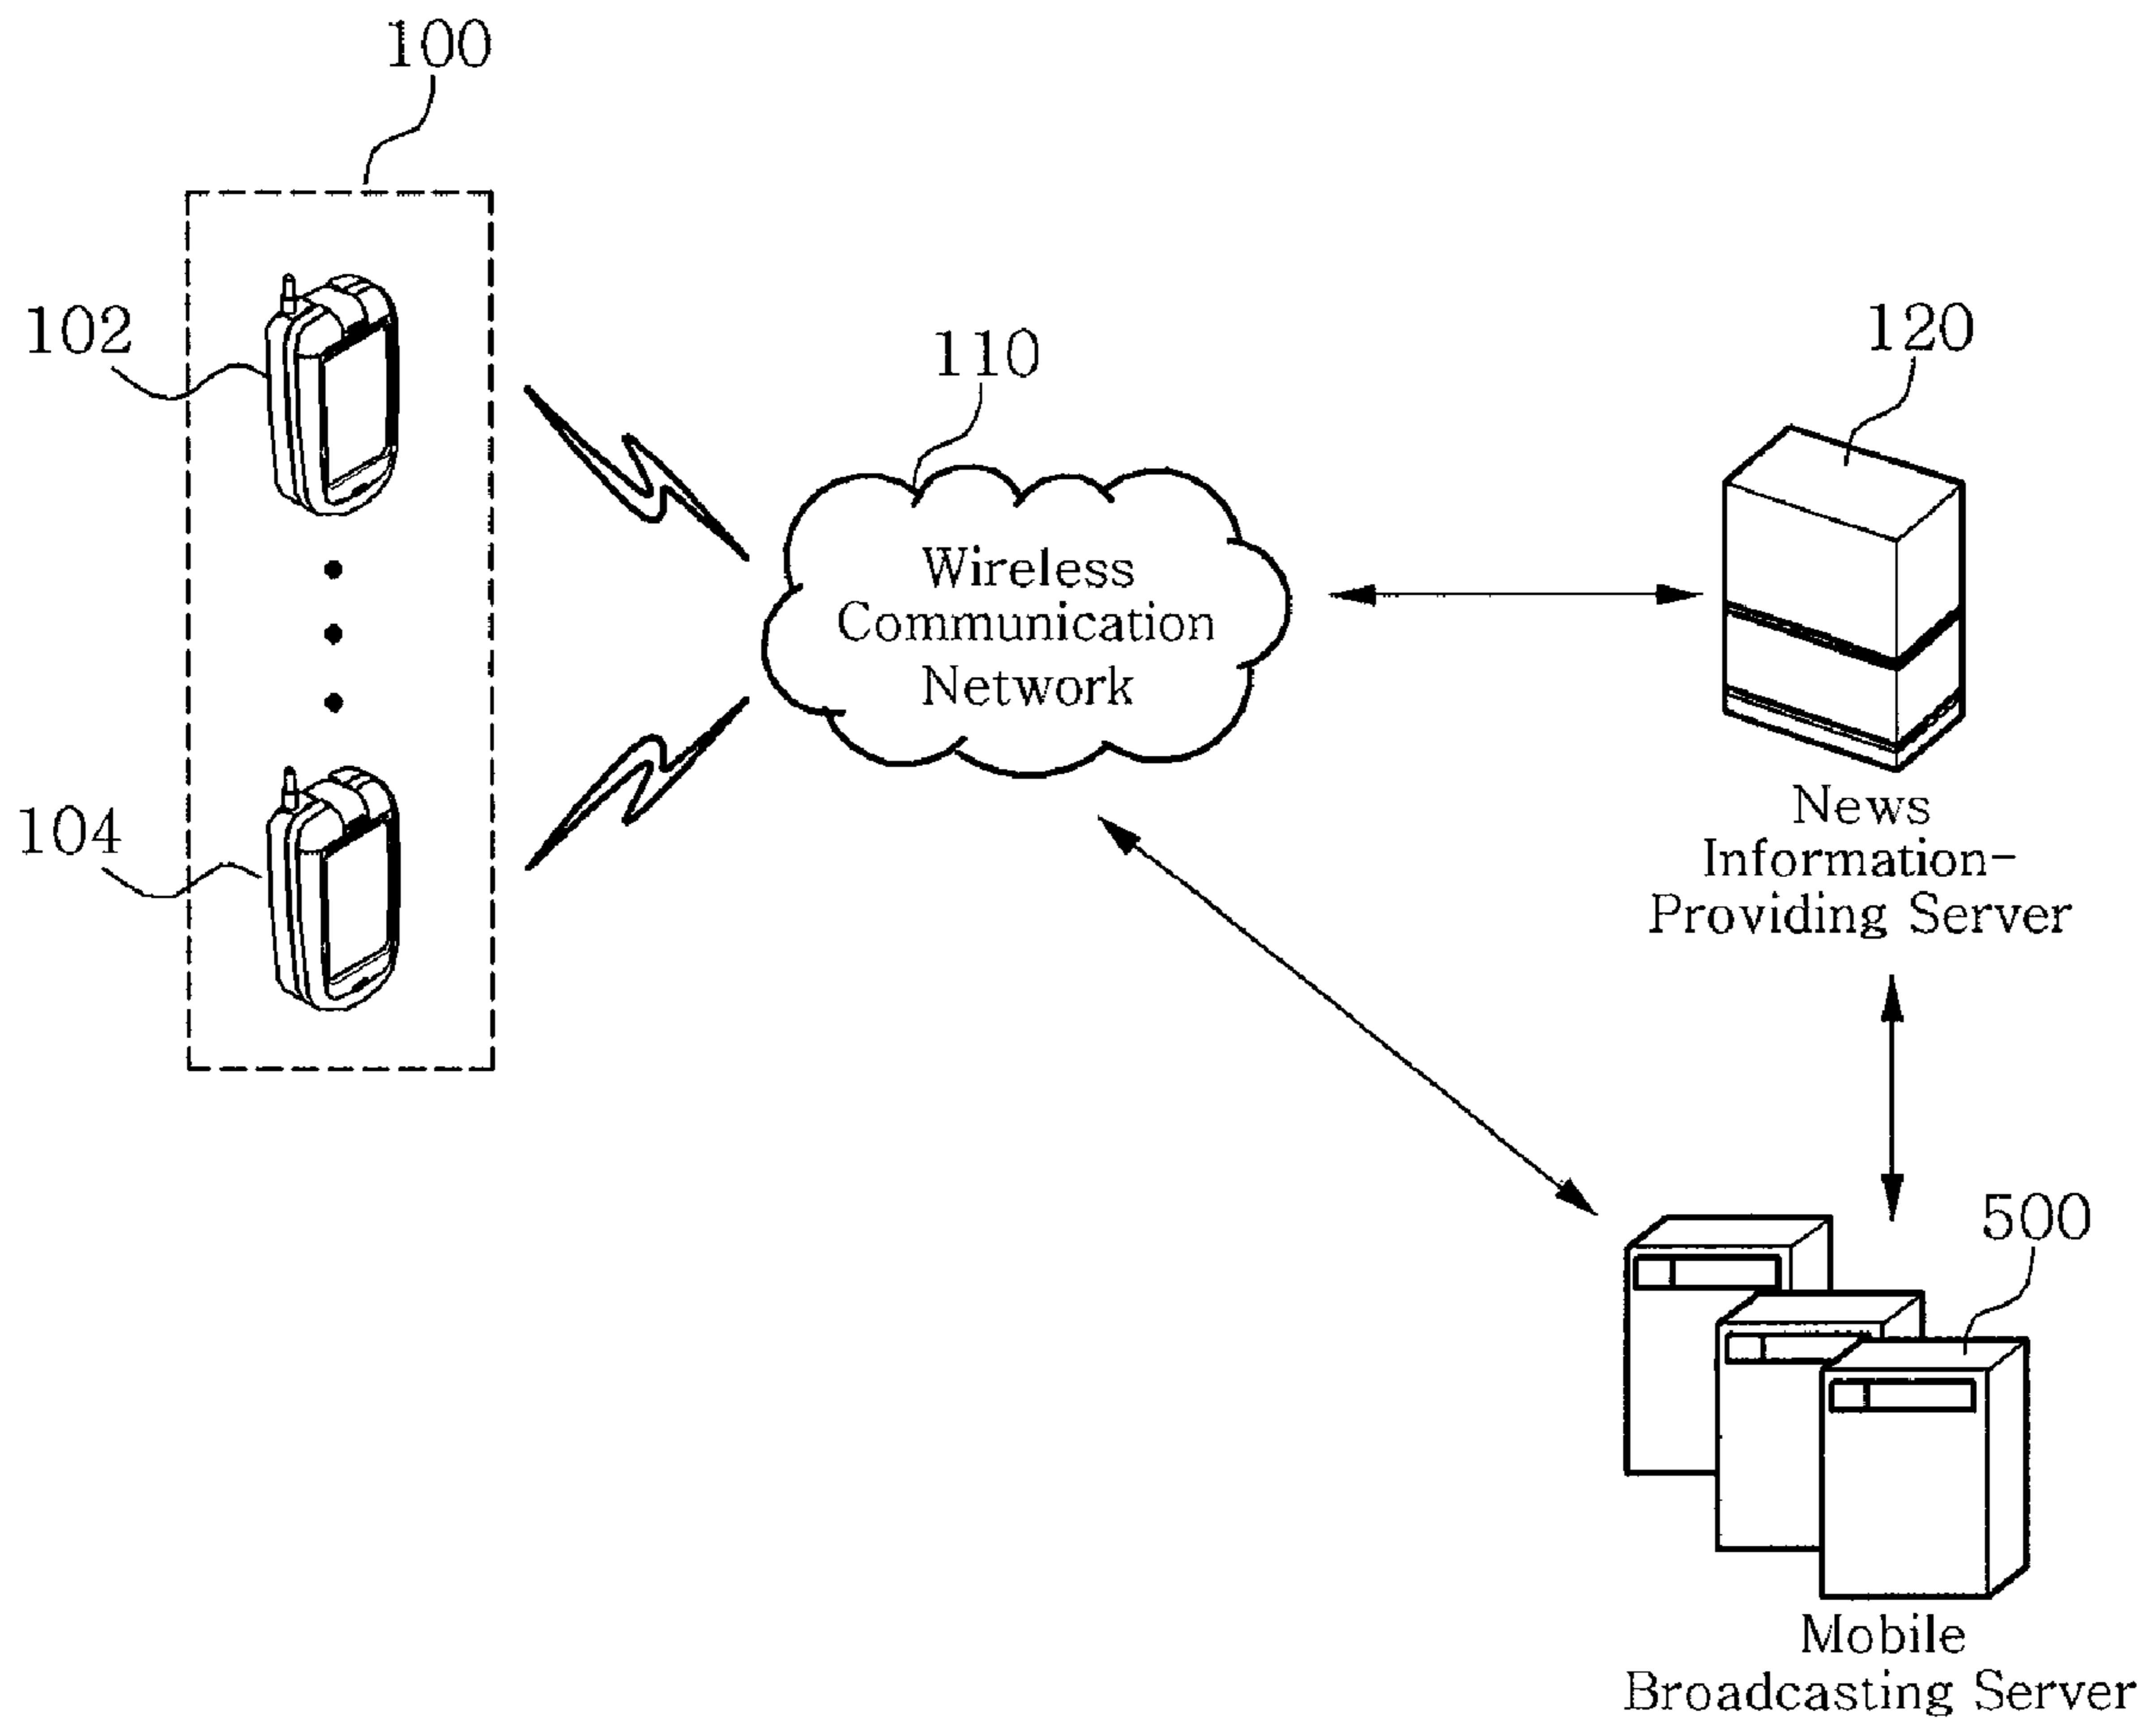 100
102
110
120
Wireless
Communication
Network
104
News
Information-
Providing Server
500
Mobile
Broadcasting Server